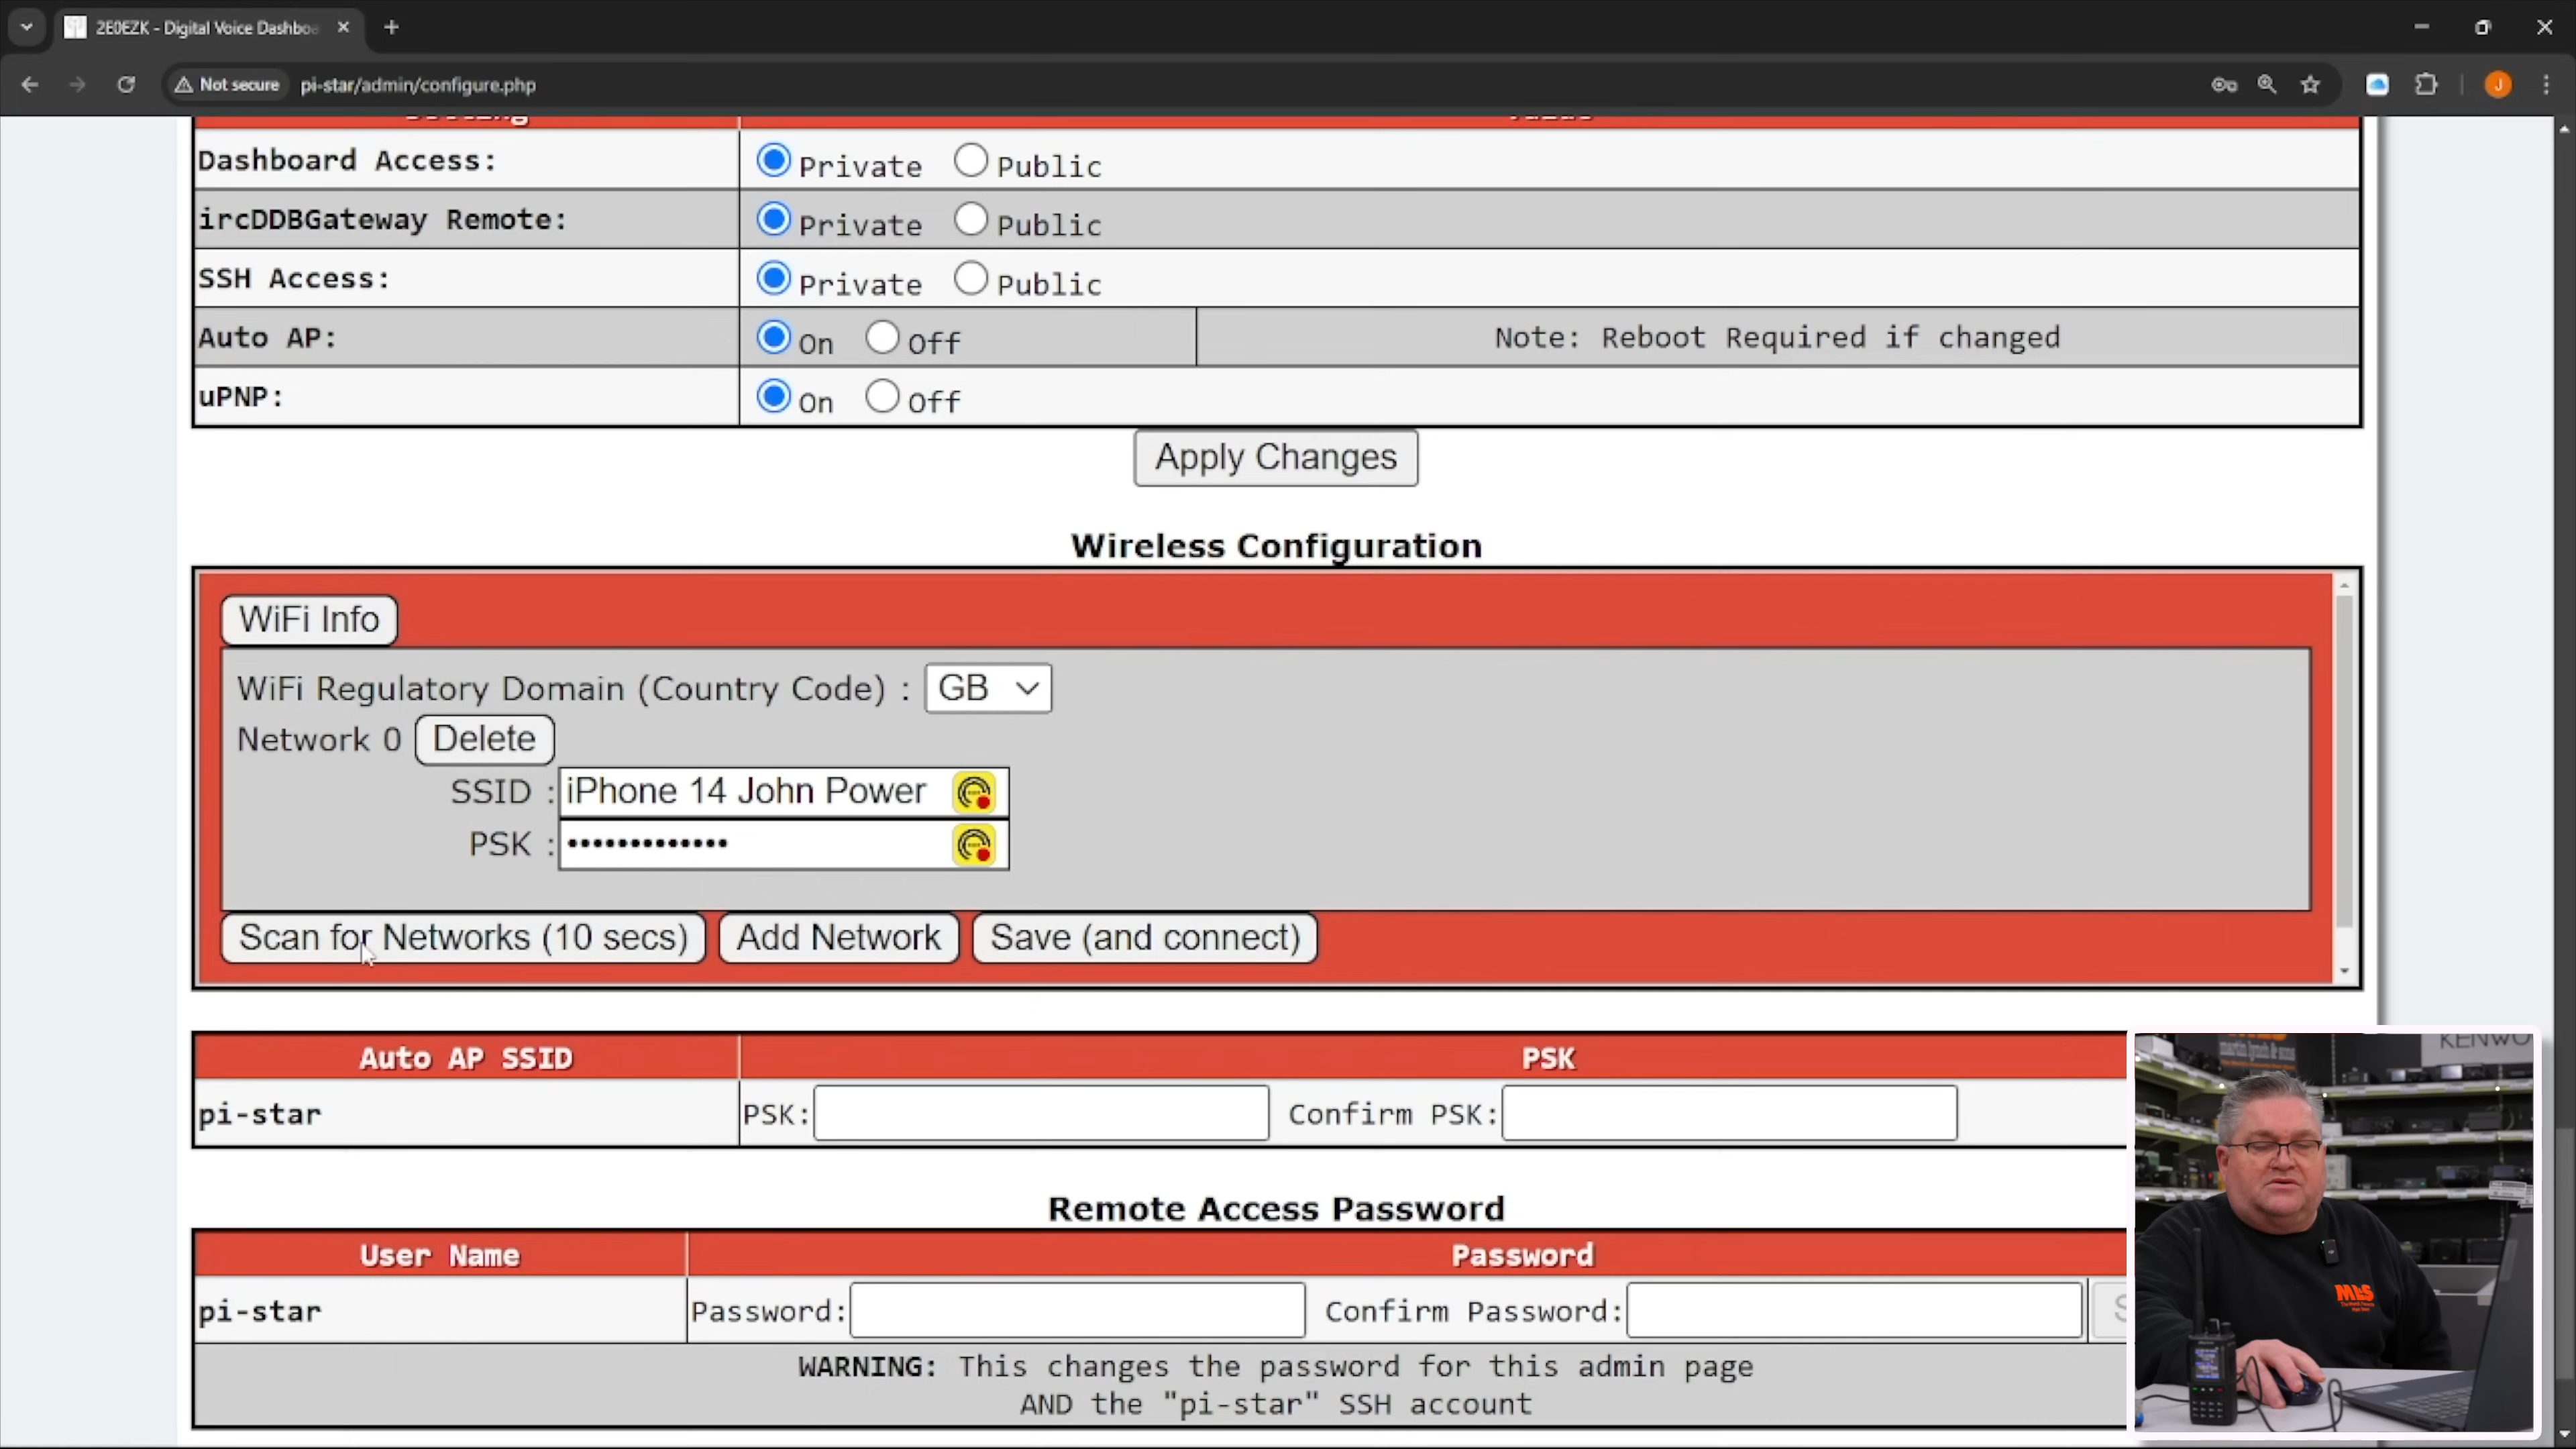 2E0EZK - Digital Voice Dashboa
Not secure pi-star/admin/configure.php
J
Dashboard Access: Private Public
ircDDBGateway Remote: Private Public
SSH Access: Private Public
Auto AP: On Off Note: Reboot Required if changed
uPNP: On Off
Apply Changes
Wireless Configuration
WiFi Info
WiFi Regulatory Domain (Country Code) : GB
Network 0 Delete
SSID : iPhone 14 John Power
PSK : •••••••••••••
Scan for Networks (10 secs) Add Network Save (and connect)
Auto AP SSID PSK
pi-star PSK: Confirm PSK:
Remote Access Password
User Name Password
pi-star Password: Confirm Password:
WARNING: This changes the password for this admin page
AND the "pi-star" SSH account
KENWO